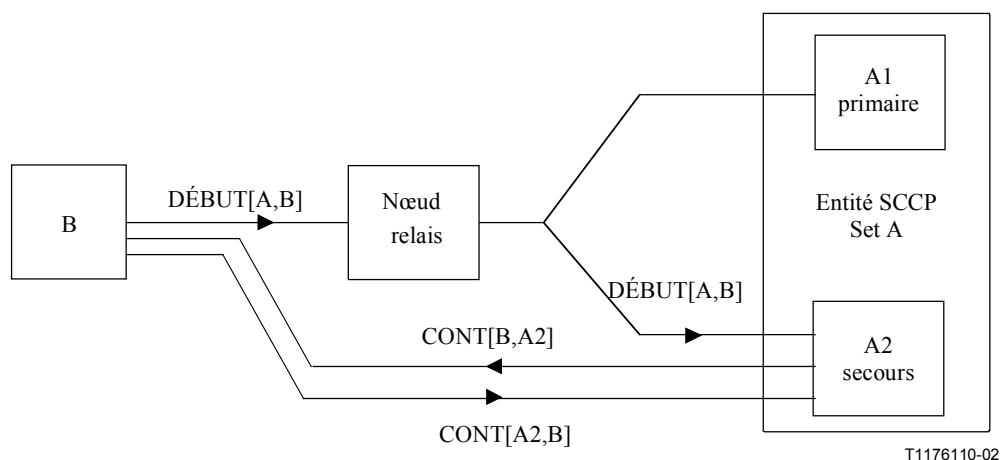 A1
primaire
DÉBUT[A,B]
B
Nœud
relais
Entité SCCP
Set A
DÉBUT[A,B]
CONT[B,A2]
A2
secours
CONT[A2,B]
T1176110-02